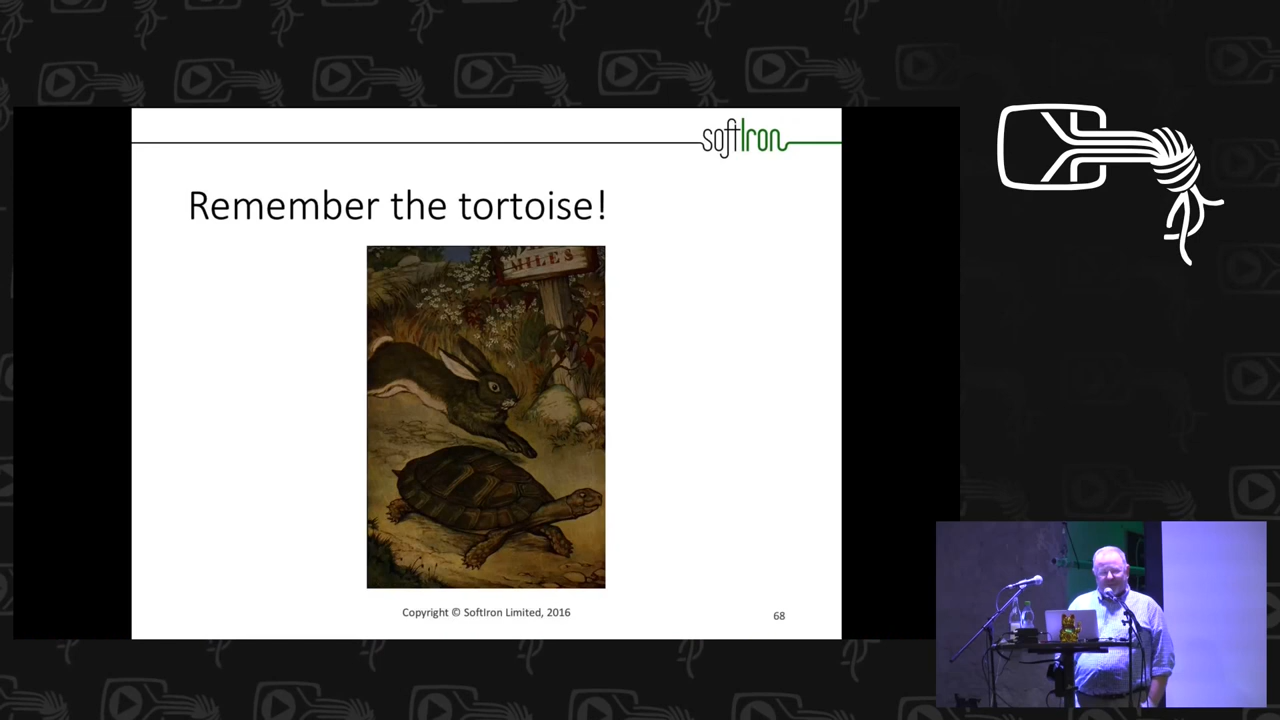 softIron
Remember the tortoise!
MILES
Copyright © SoftIron Limited, 2016
68